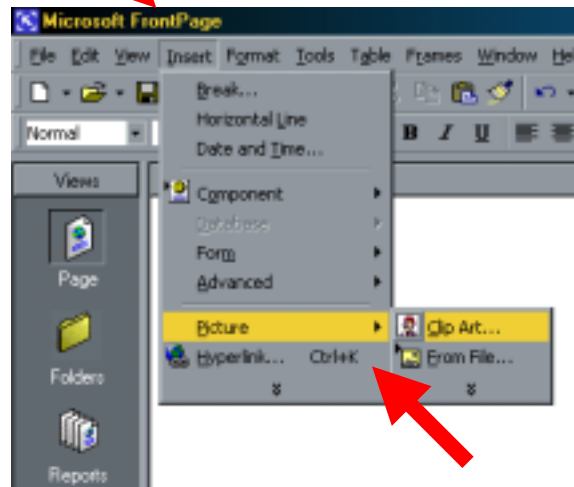 Microsoft FrontPage
File Edit View Insert Format Tools Table Frames Window Hel
Normal B I U
Break...
Horizontal Line
Date and Time...
Views
Component
Database
Form
Page
Advanced
Picture Clip Art...
Hyperlink... Ctrl+K From File...
Folders
Reports